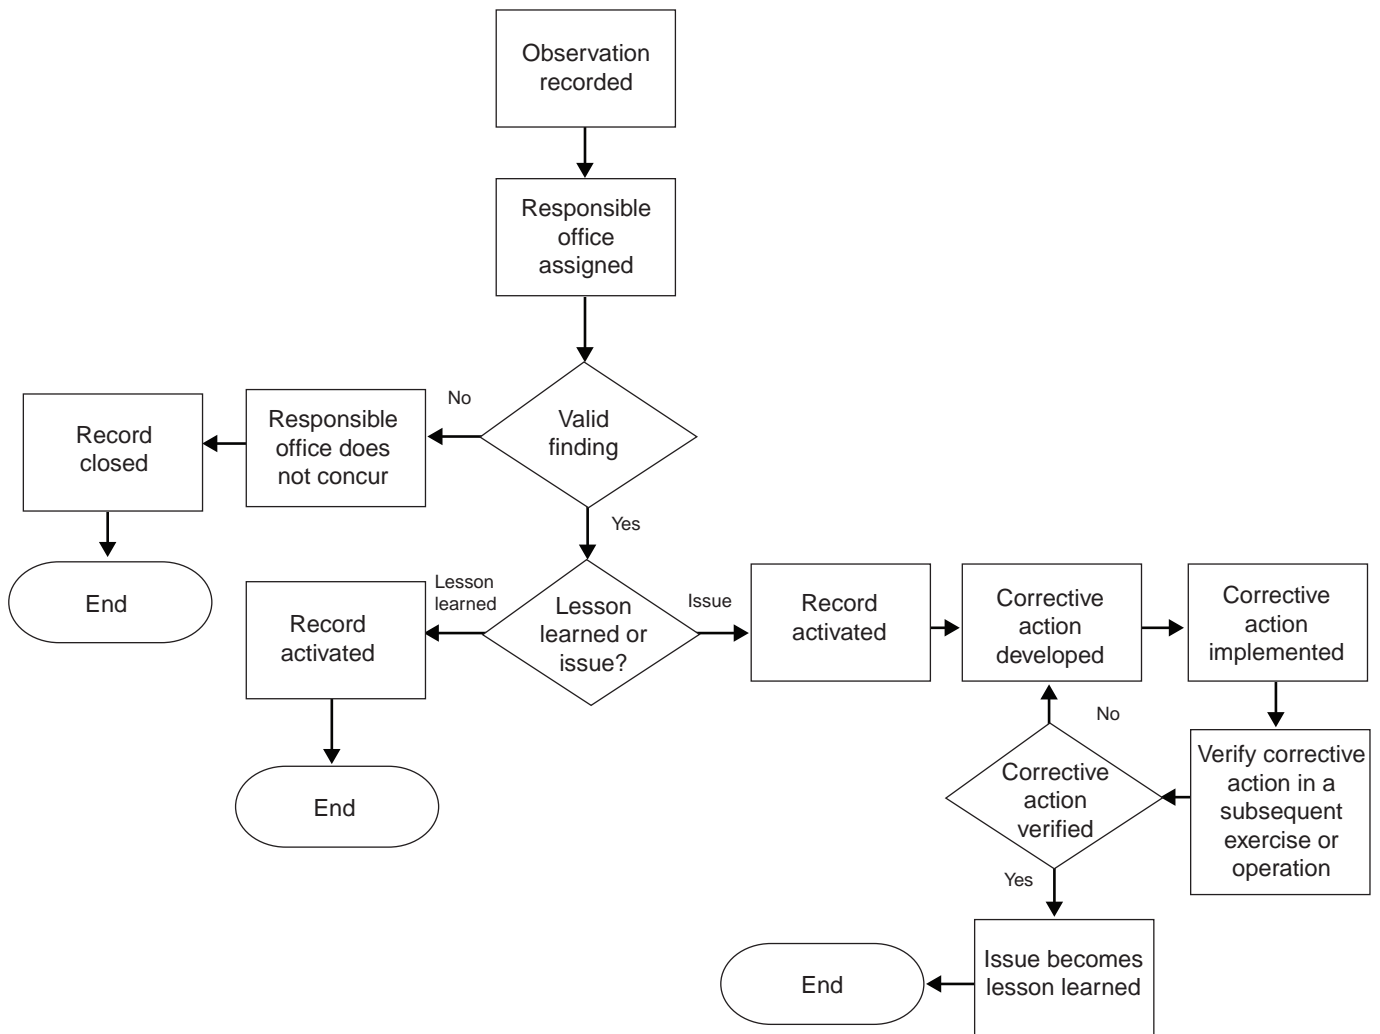 Observation
recorded
Responsible
office
assigned
Valid
finding
No
Responsible
office does
not concur
Record
closed
End
Yes
Lesson
learned or
issue?
Lesson
learned
Record
activated
End
Issue
Record
activated
Corrective
action
developed
Corrective
action
implemented
Verify corrective
action in a
subsequent
exercise or
operation
Corrective
action
verified
No
Yes
Issue becomes
lesson learned
End